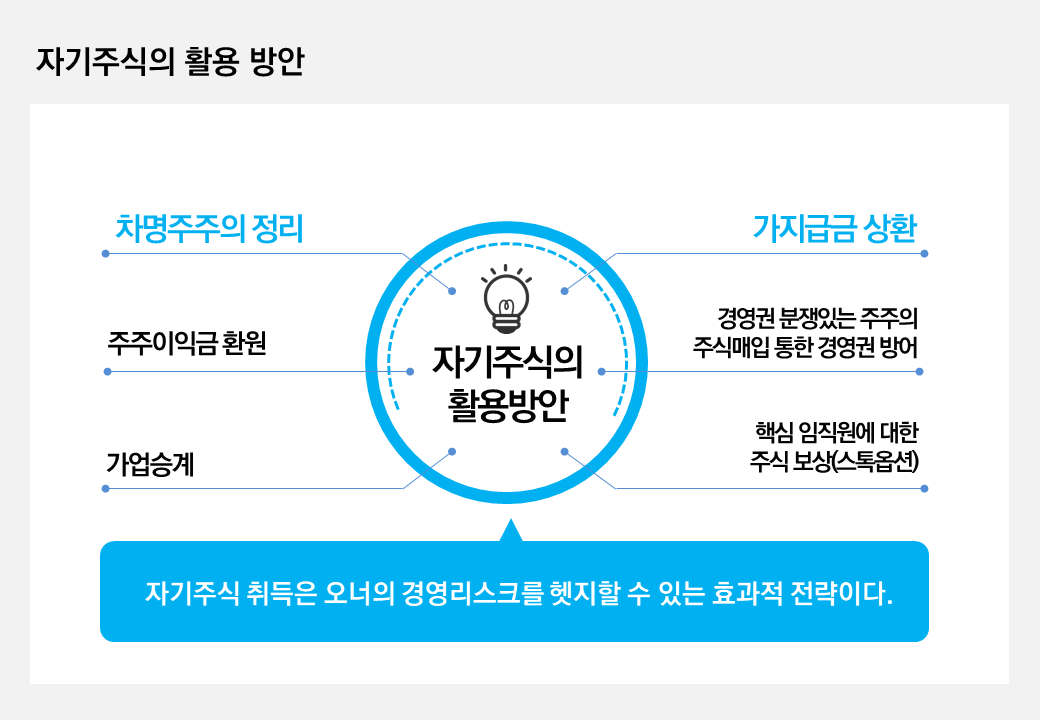 자기주식의 활용 방안
차명주주의 정리
주주이익금 환원
가업승계
자기주식의
활용방안
가지급금 상환
경영권 분쟁있는 주주의
주식매입 통한 경영권 방어
핵심 임직원에 대한
주식 보상(스톡옵션)
자기주식 취득은 오너의 경영리스크를 헷지할 수 있는 효과적 전략이다.